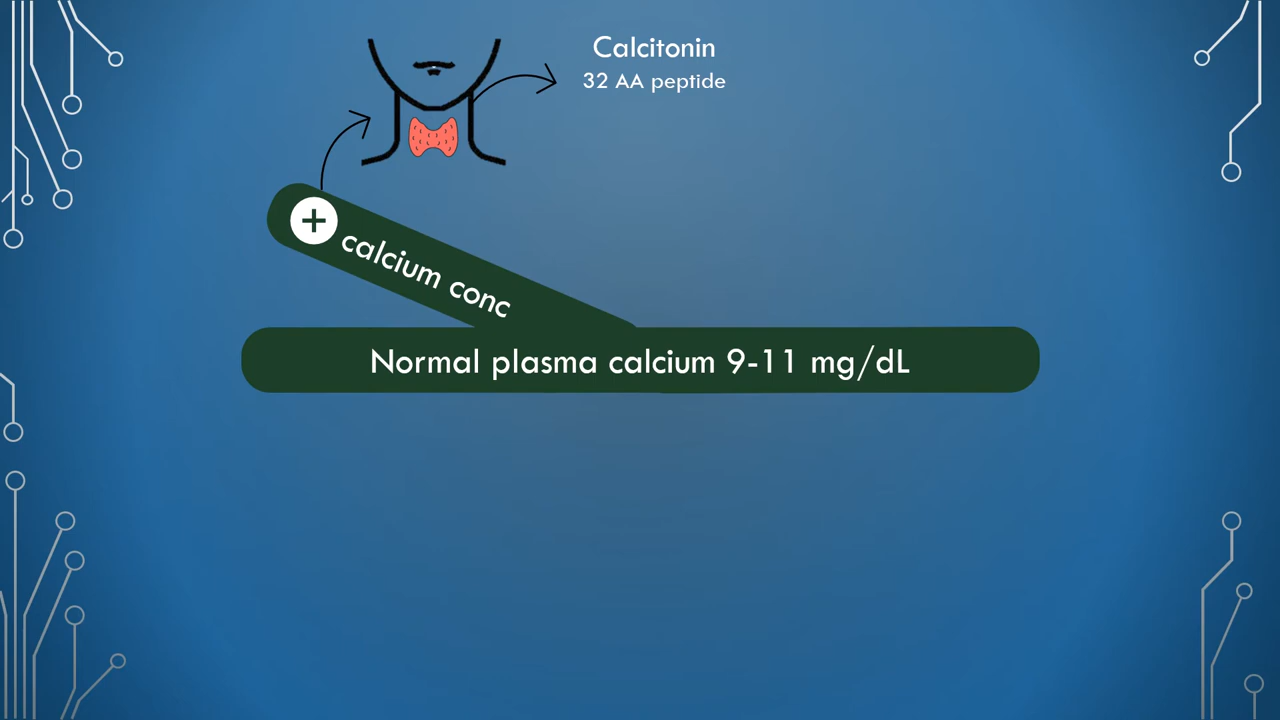 Calcitonin
32 AA peptide
+ calcium conc
Normal plasma calcium 9-11 mg/dL